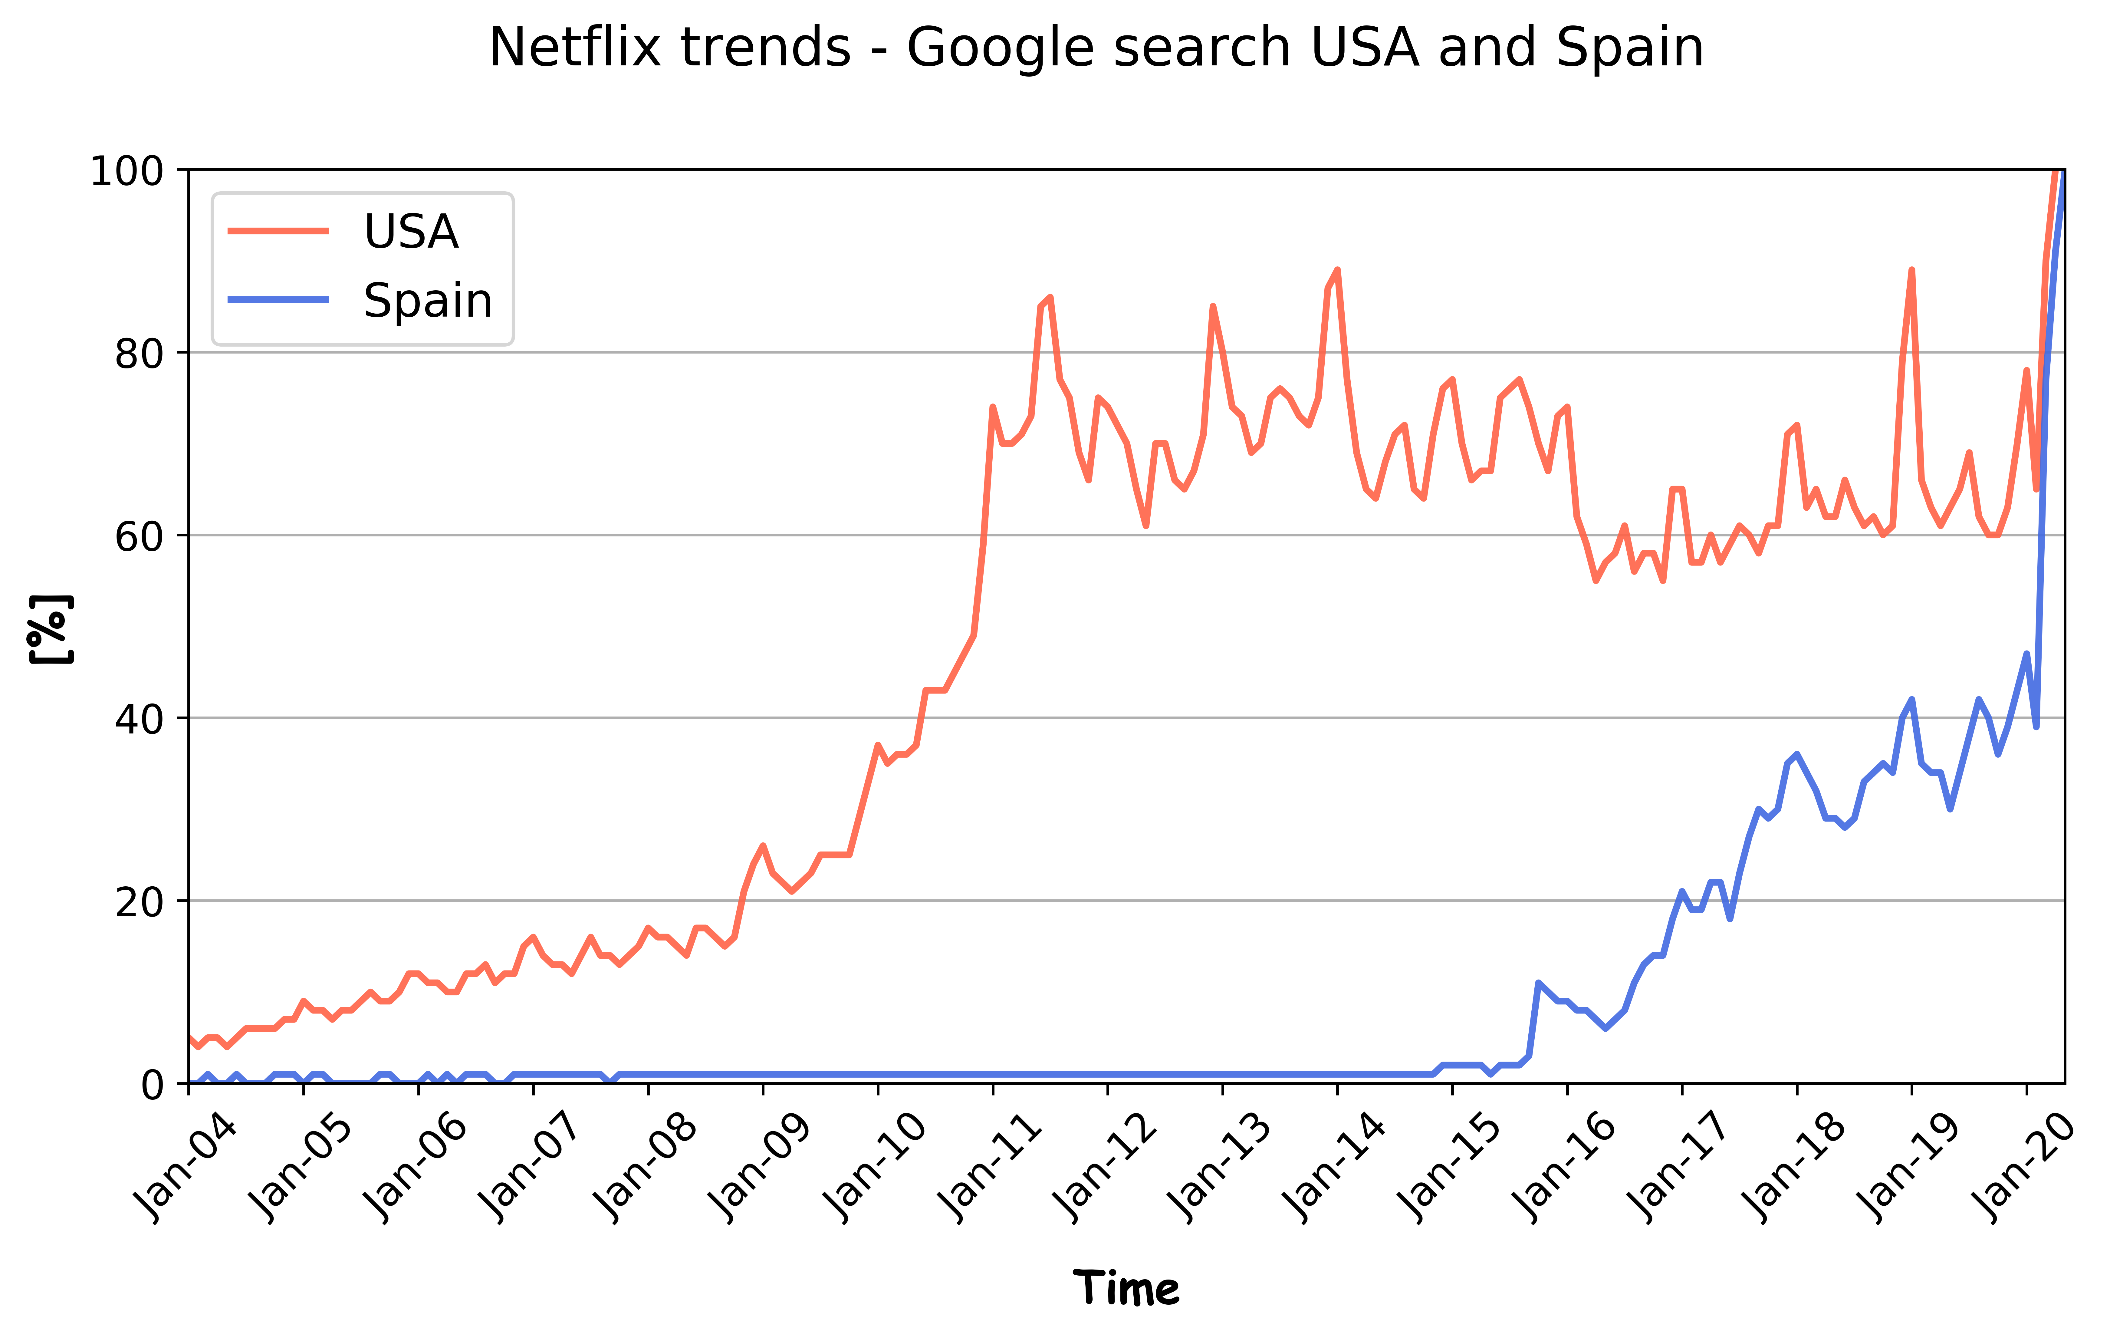 Netflix trends - Google search USA and Spain
100
80
60
40
20
0
[%]
USA
Spain
Jan-04
Jan-05
Jan-06
Jan-07
Jan-08
Jan-09
Jan-10
Jan-11
Jan-12
Jan-13
Jan-14
Jan-15
Jan-16
Jan-17
Jan-18
Jan-19
Jan-20
Time